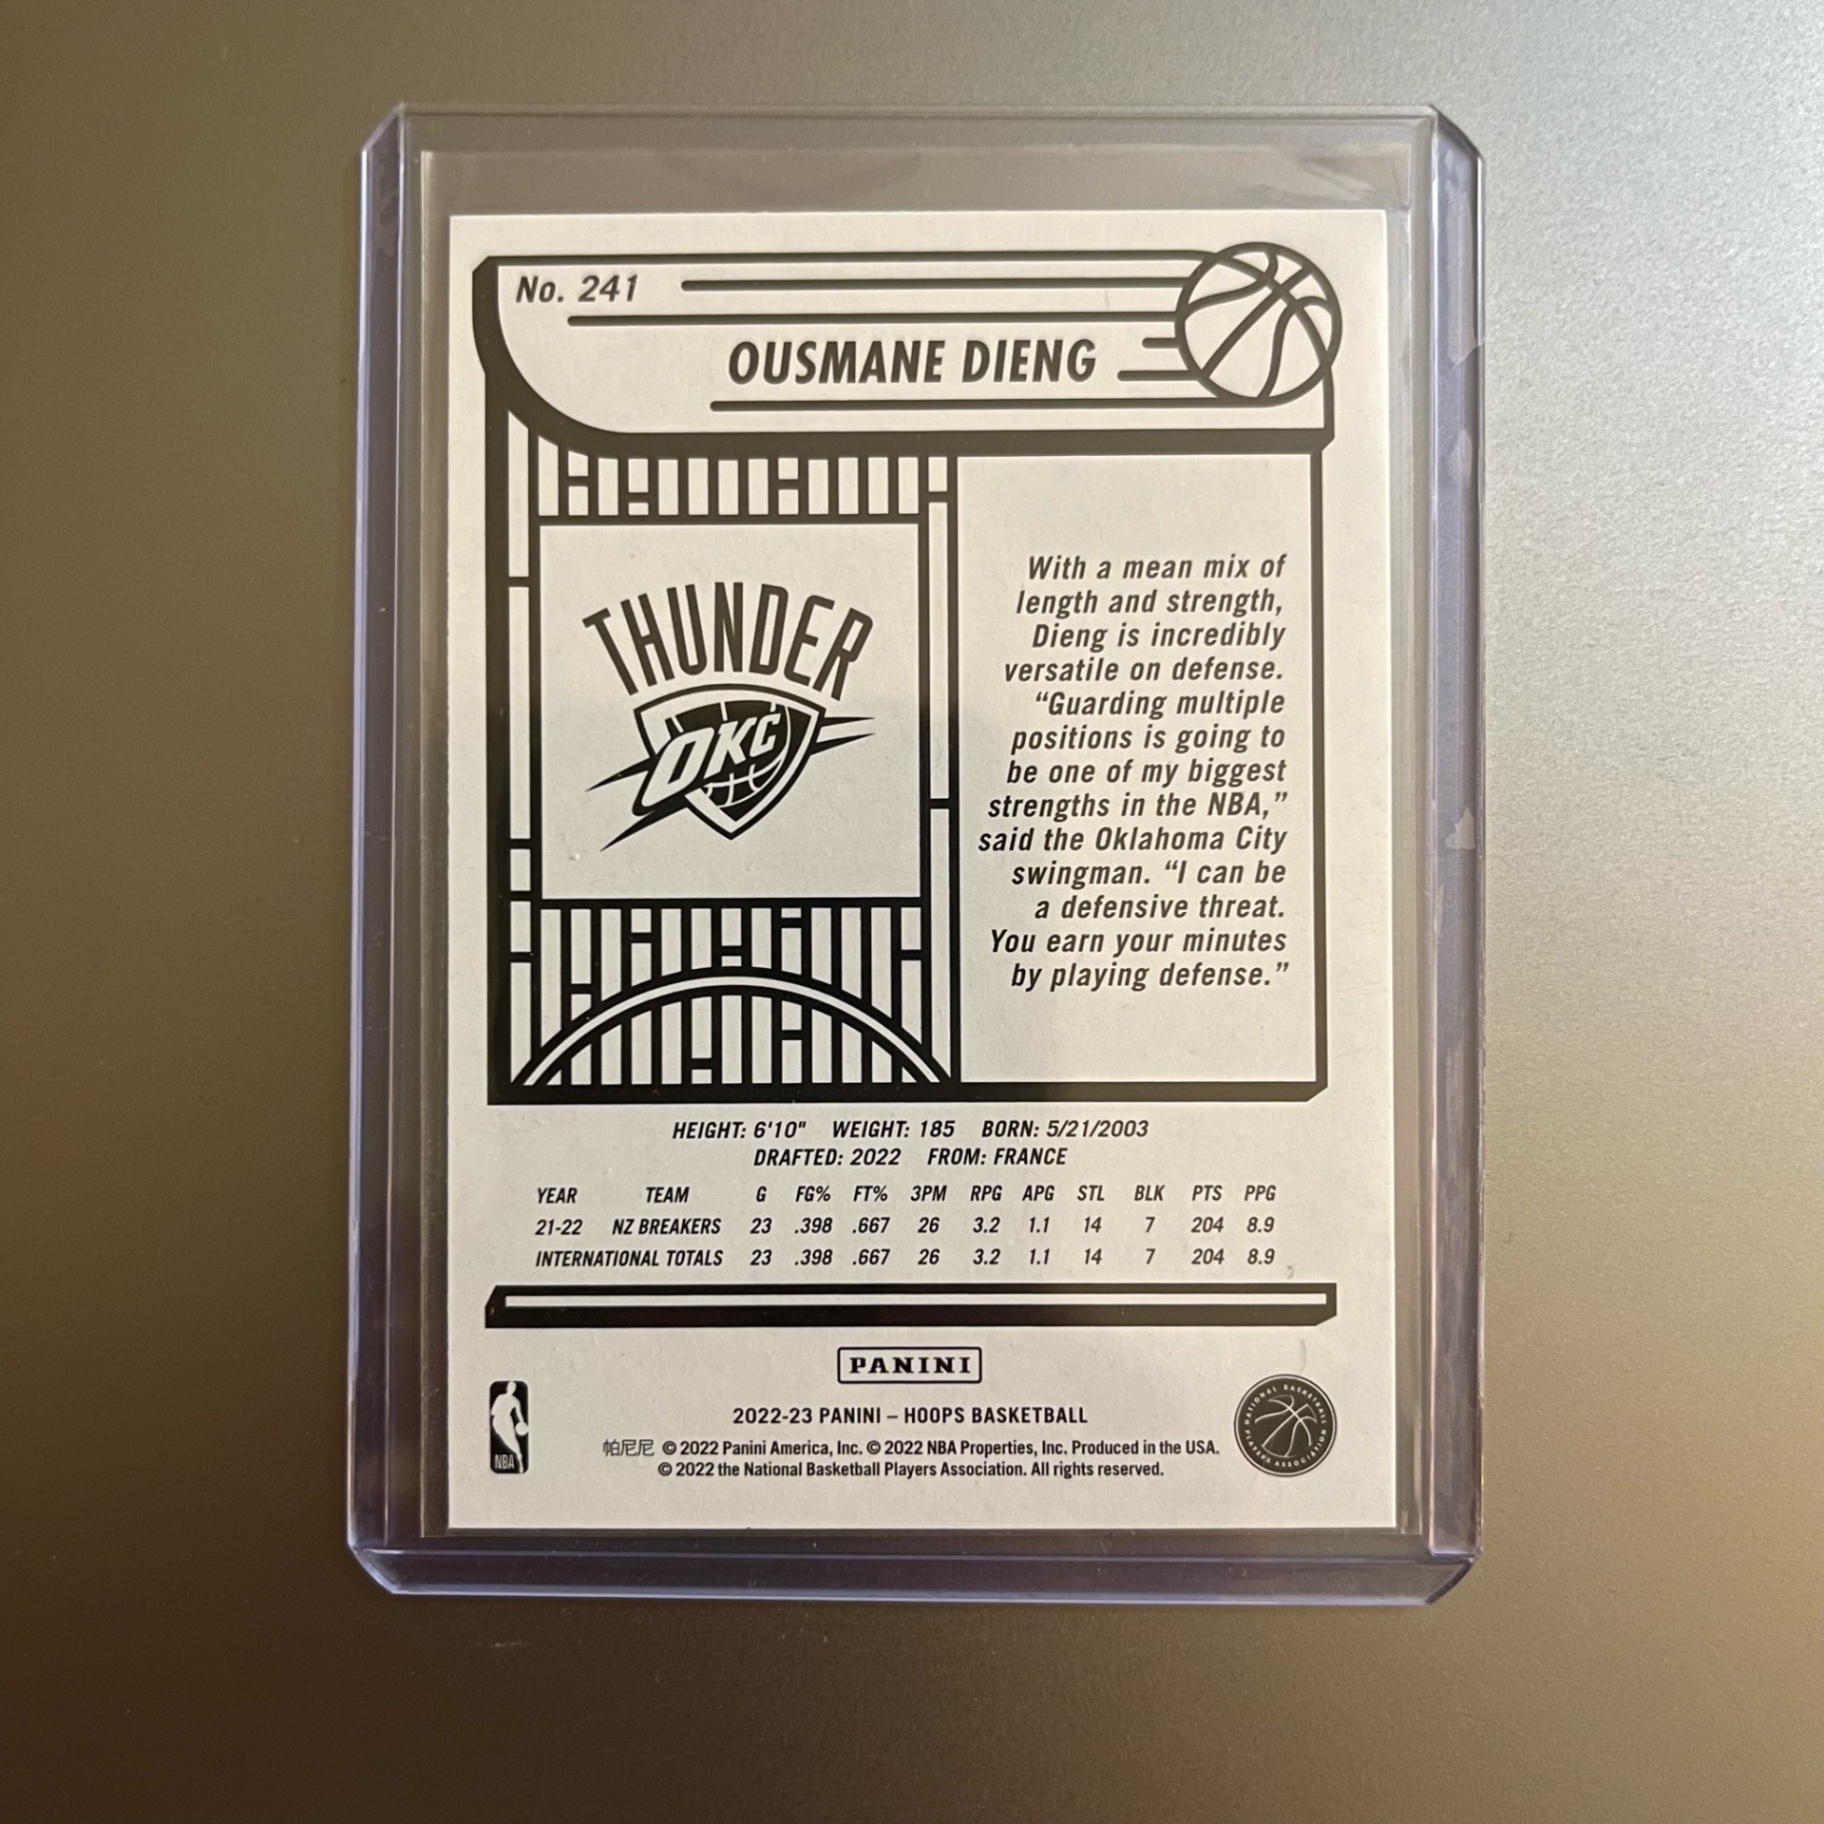 No. 241
OUSMANE DIENG
THUNDER
OKC
With a mean mix of
length and strength,
Dieng is incredibly
versatile on defense.
“Guarding multiple
positions is going to
be one of my biggest
strengths in the NBA,”
said the Oklahoma City
swingman. “I can be
a defensive threat.
You earn your minutes
by playing defense.”
HEIGHT: 6'10" WEIGHT: 185 BORN: 5/21/2003
DRAFTED: 2022 FROM: FRANCE
YEAR TEAM G FG% FT% 3PM RPG APG STL BLK PTS PPG
21-22 NZ BREAKERS 23 .398 .667 26 3.2 1.1 14 7 204 8.9
INTERNATIONAL TOTALS 23 .398 .667 26 3.2 1.1 14 7 204 8.9
PANINI
2022-23 PANINI – HOOPS BASKETBALL
帕尼尼 © 2022 Panini America, Inc. © 2022 NBA Properties, Inc. Produced in the USA.
© 2022 the National Basketball Players Association. All rights reserved.
NBA
NATIONAL BASKETBALL PLAYERS ASSOCIATION